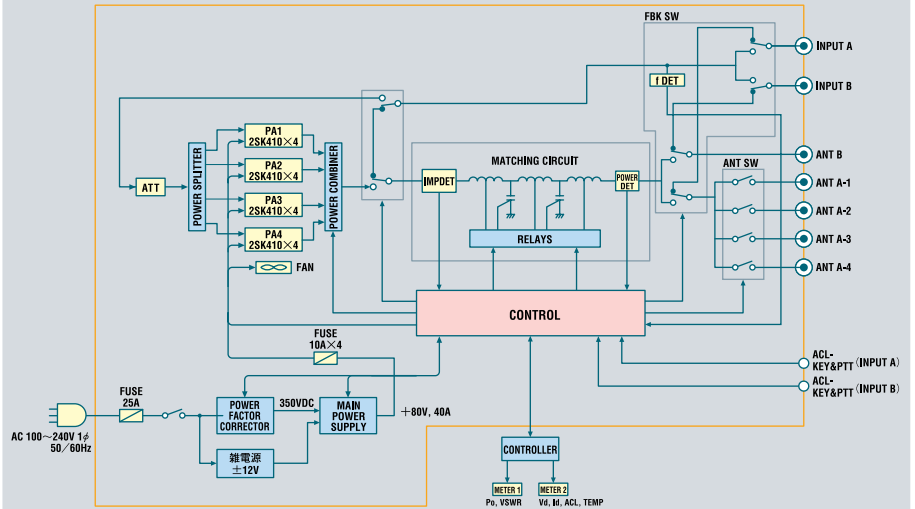 FBK SW
INPUT A
INPUT B
f DET
PA1
2SK410×4
PA2
2SK410×4
PA3
2SK410×4
PA4
2SK410×4
ATT
POWER SPLITTER
POWER COMBINER
FAN
MATCHING CIRCUIT
IMPDET
POWER
DET
RELAYS
ANT SW
ANT B
ANT A-1
ANT A-2
ANT A-3
ANT A-4
CONTROL
FUSE
10A×4
ACL-
KEY&PTT (INPUT A)
ACL-
KEY&PTT (INPUT B)
FUSE
25A
POWER
FACTOR
CORRECTOR
350VDC
MAIN
POWER
SUPPLY
+80V, 40A
AC 100～240V 1φ
50/60Hz
雑電源
±12V
CONTROLLER
METER 1
METER 2
Po, VSWR
Vd, Id, ACL, TEMP